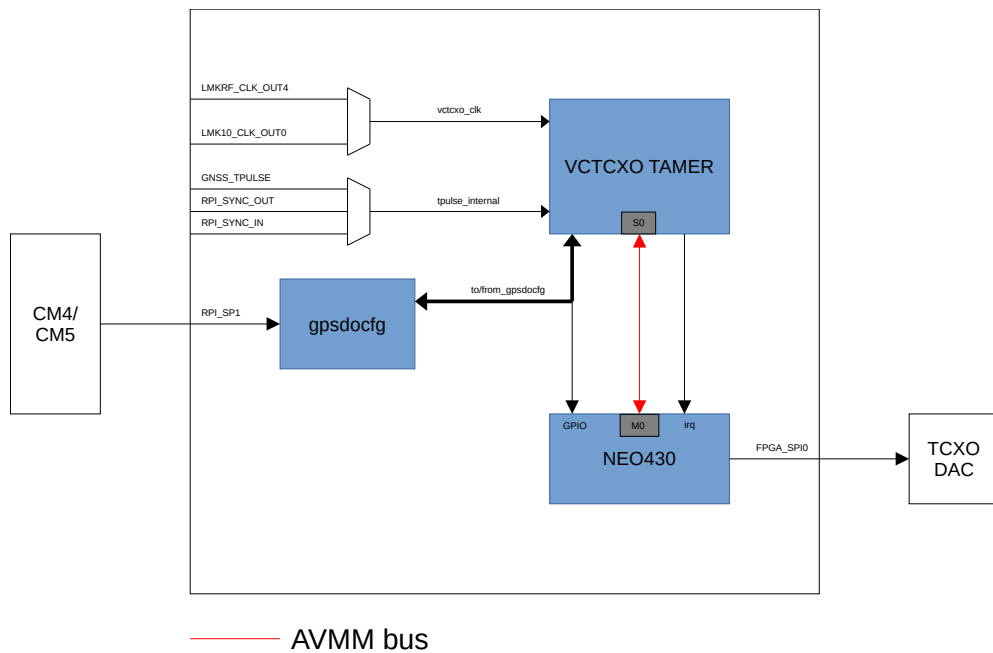 LMKRF_CLK_OUT4
vctcxo_clk
LMK10_CLK_OUT0
VCTCXO TAMER
GNSS_TPULSE
RPI_SYNC_OUT
tpulse_internal
RPI_SYNC_IN
S0
to/from_gpsdocfg
CM4/
CM5
RPI_SP1
gpsdocfg
GPIO
M0
irq
NEO430
FPGA_SPI0
TCXO
DAC
AVMM bus